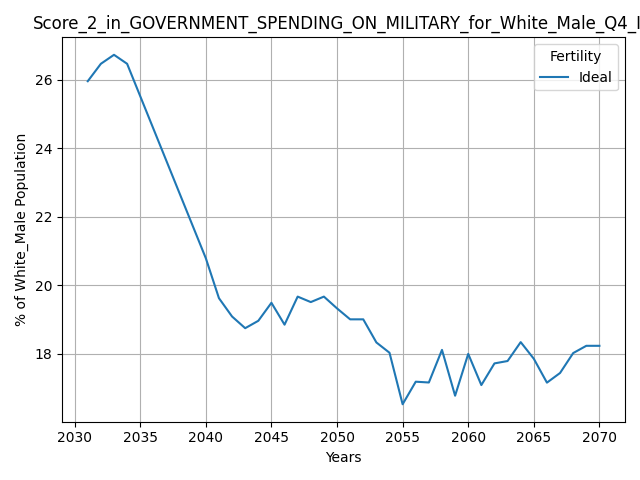 Score_2_in_GOVERNMENT_SPENDING_ON_MILITARY_for_White_Male_Q4_I
Fertility
Ideal
% of White_Male Population
26
24
22
20
18
2030 2035 2040 2045 2050 2055 2060 2065 2070
Years